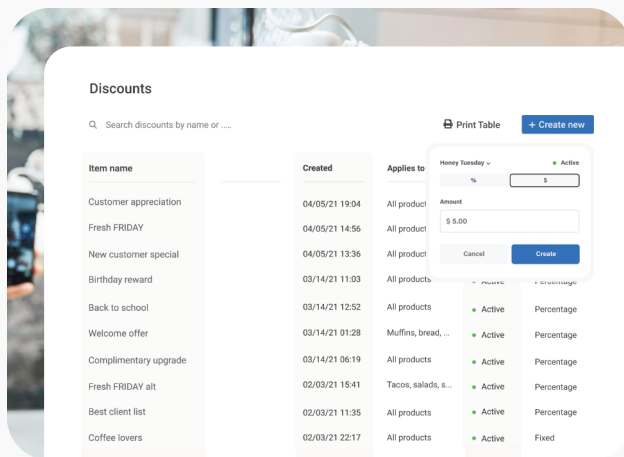 Discounts
Search discounts by name or .....
Print Table
+ Create new
Item name Created Applies to
Honey Tuesday Active
% $
Amount
$ 5.00
Cancel Create
Customer appreciation 04/05/21 19:04 All product
Fresh FRIDAY 04/05/21 14:56 All product
New customer special 04/05/21 13:36 All product
Birthday reward 03/14/21 11:03 All products Active Percentage
Back to school 03/14/21 12:52 All products Active Percentage
Welcome offer 03/14/21 01:28 Muffins, bread, ... Active Percentage
Complimentary upgrade 03/14/21 06:19 All products Active Percentage
Fresh FRIDAY alt 02/03/21 15:41 Tacos, salads, s... Active Percentage
Best client list 02/03/21 11:35 All products Active Percentage
Coffee lovers 02/03/21 22:17 All products Active Fixed